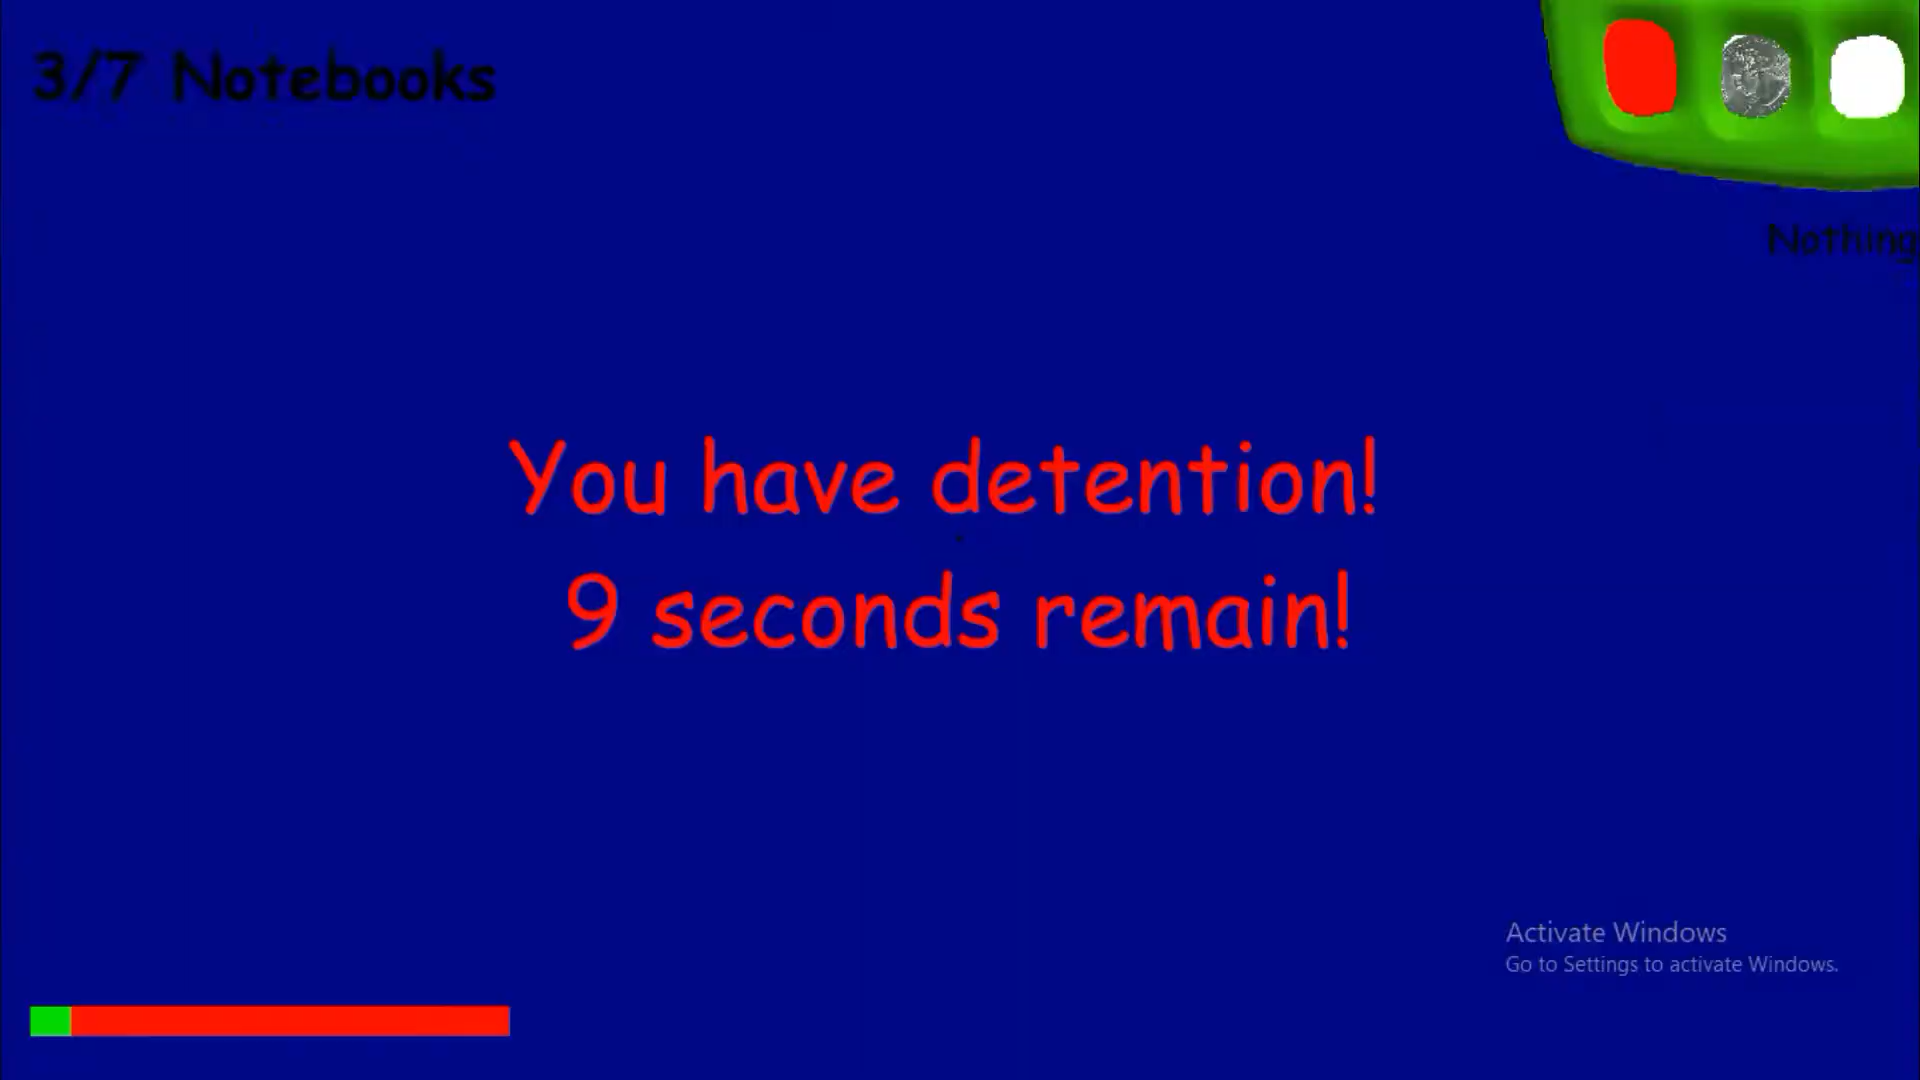 3/7 Notebooks
Nothing
You have detention!
9 seconds remain!
Activate Windows
Go to Settings to activate Windows.